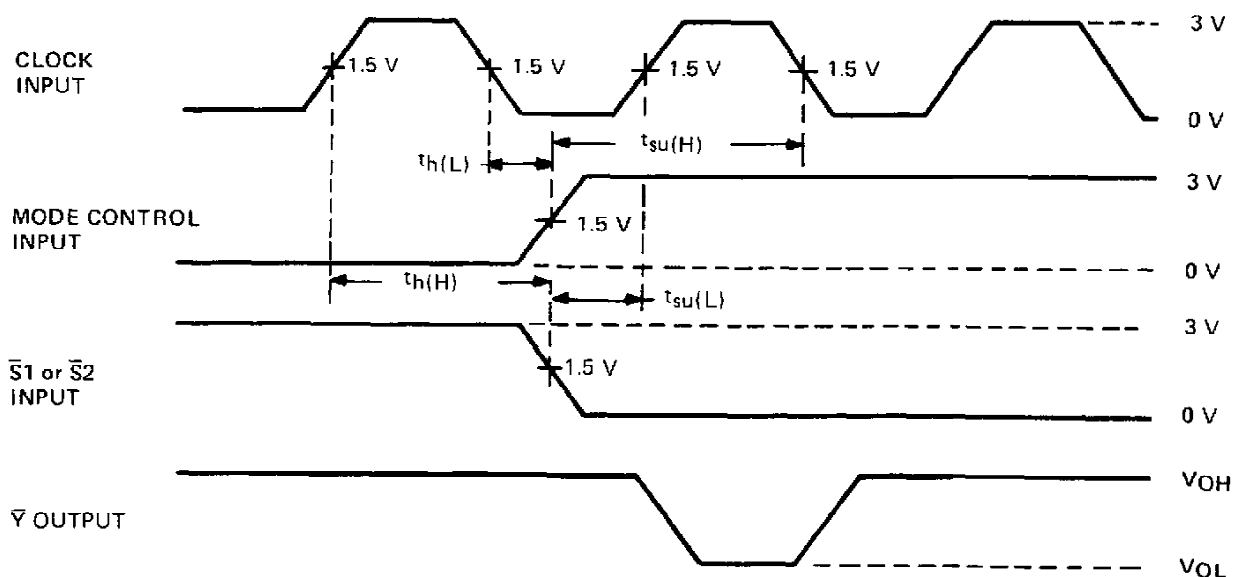 3 V
CLOCK
INPUT
1.5 V
1.5 V
1.5 V
1.5 V
0 V
th(L)
tsu(H)
3 V
MODE CONTROL
INPUT
1.5 V
0 V
th(H)
tsu(L)
3 V
S̄1 or S̄2
INPUT
1.5 V
0 V
VOH
Ȳ OUTPUT
VOL